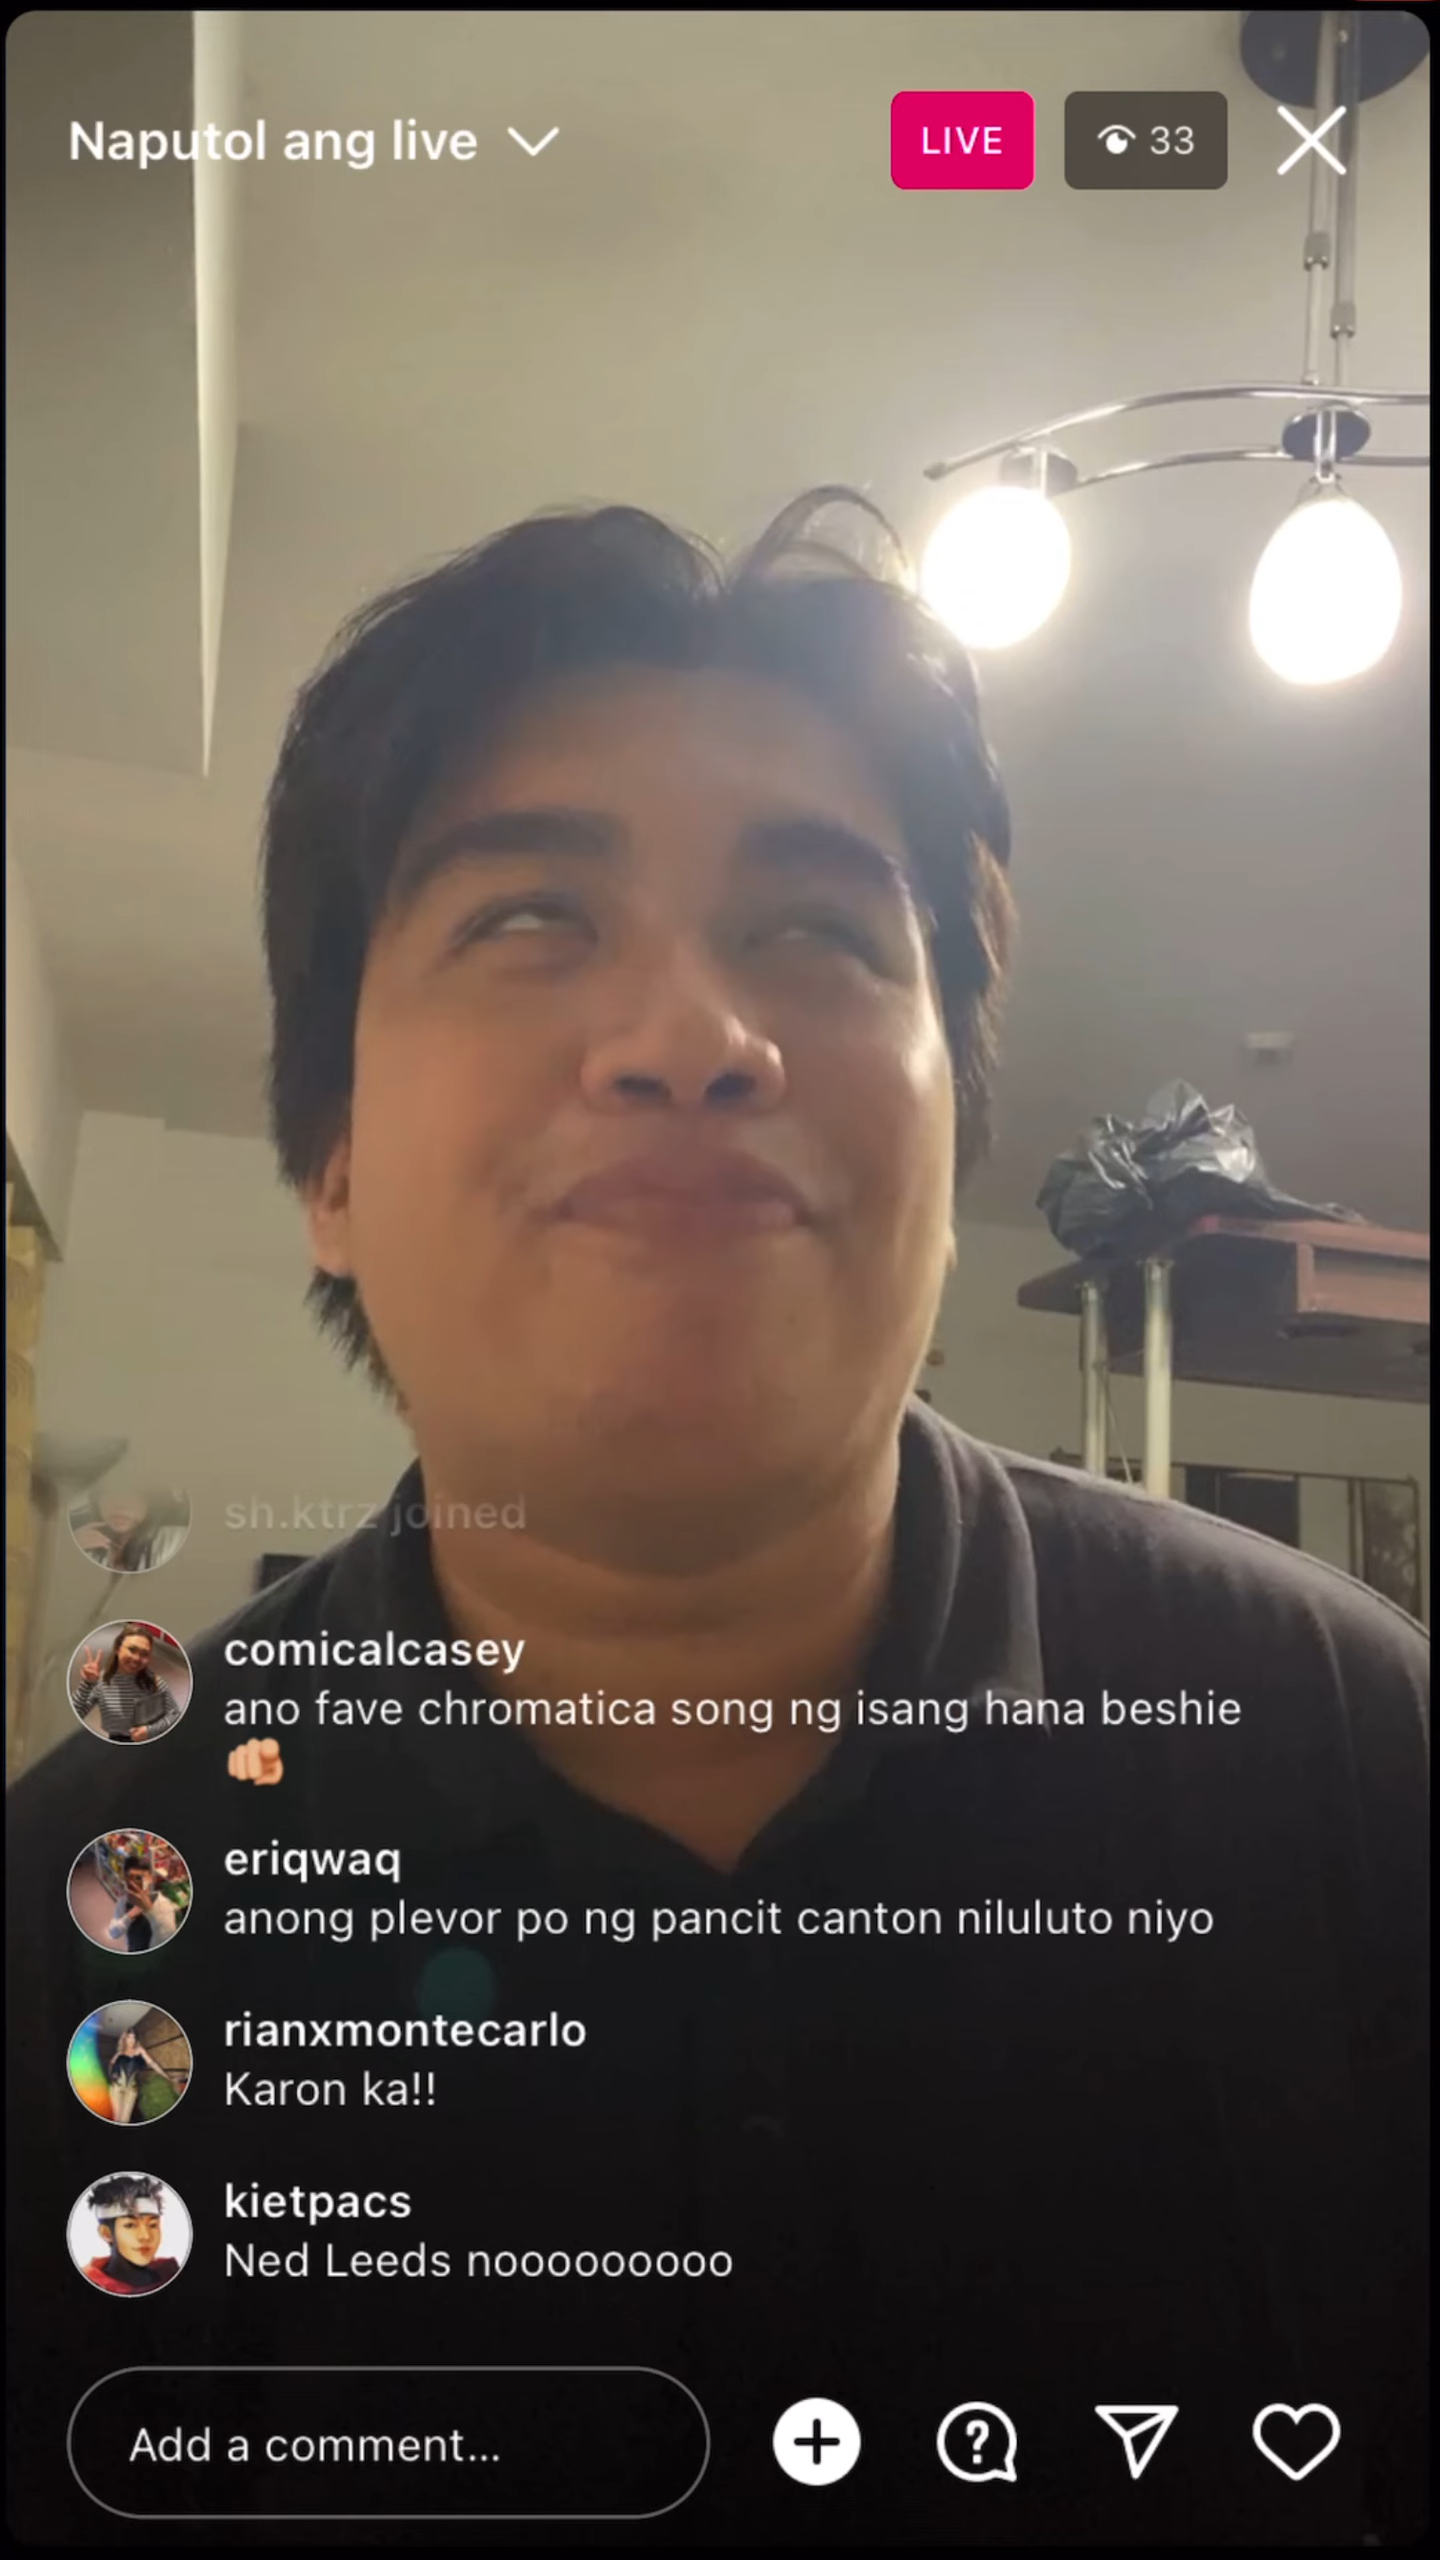 Naputol ang live
LIVE
33
sh.ktrz joined
comicalcasey
ano fave chromatica song ng isang hana beshie
🫵🏼
eriqwaq
anong plevor po ng pancit canton niluluto niyo
rianxmontecarlo
Karon ka!!
kietpacs
Ned Leeds nooooooooo
Add a comment...